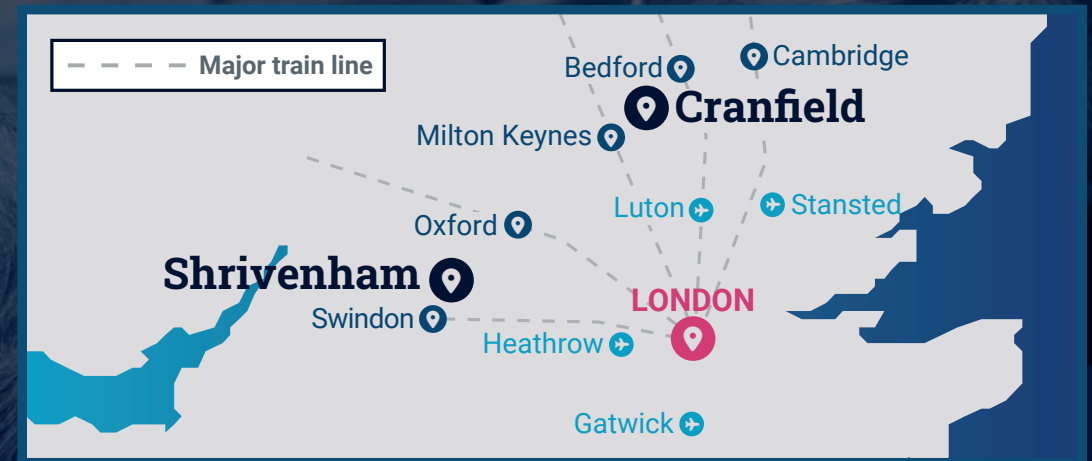 Major train line
Bedford
Cambridge
Cranfield
Milton Keynes
Luton
Stansted
Oxford
Shrivenham
LONDON
Swindon
Heathrow
Gatwick